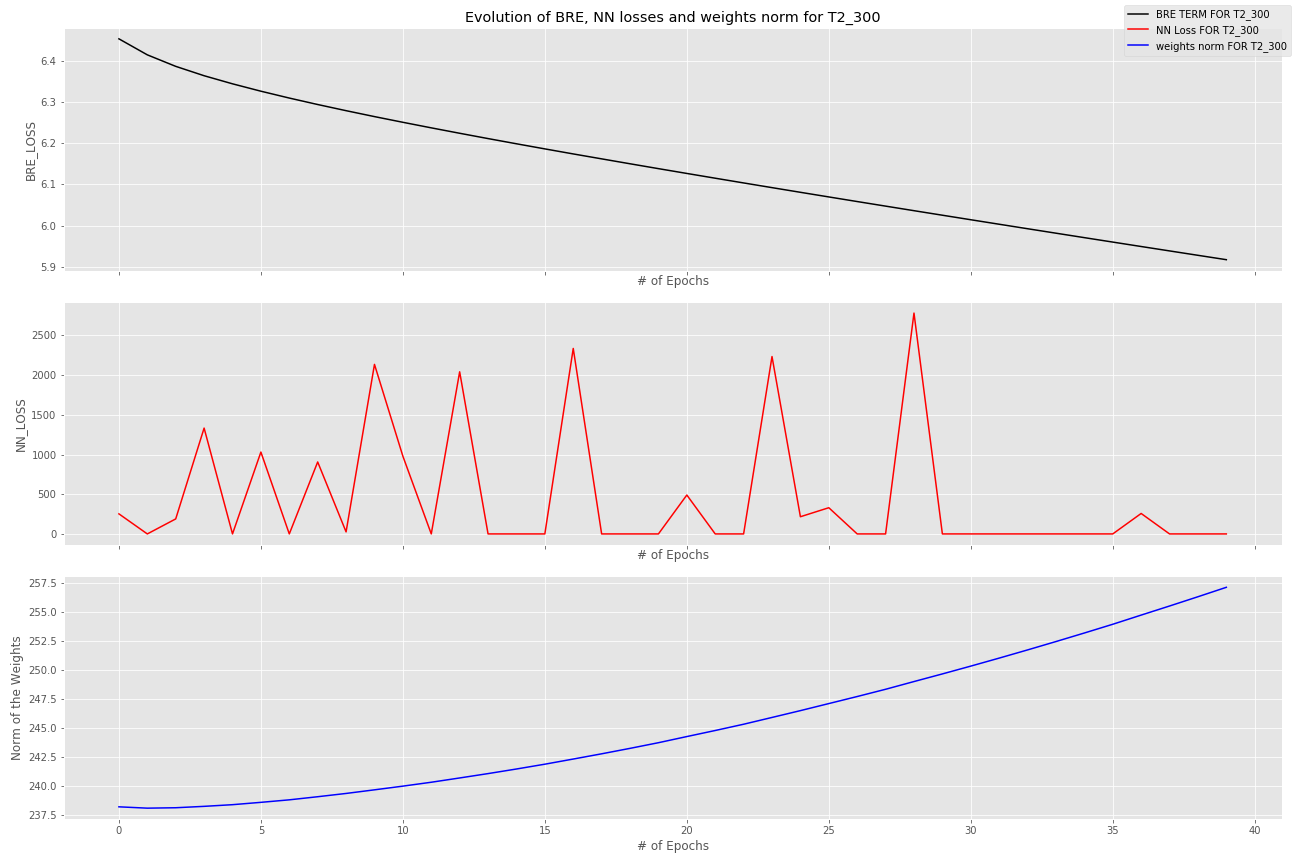 Evolution of BRE, NN losses and weights norm for T2_300
BRE TERM FOR T2_300
NN Loss FOR T2_300
weights norm FOR T2_300
BRE_LOSS
6.4
6.3
6.2
6.1
6.0
5.9
# of Epochs
NN_LOSS
2500
2000
1500
1000
500
0
# of Epochs
Norm of the Weights
257.5
255.0
252.5
250.0
247.5
245.0
242.5
240.0
237.5
0 5 10 15 20 25 30 35 40
# of Epochs